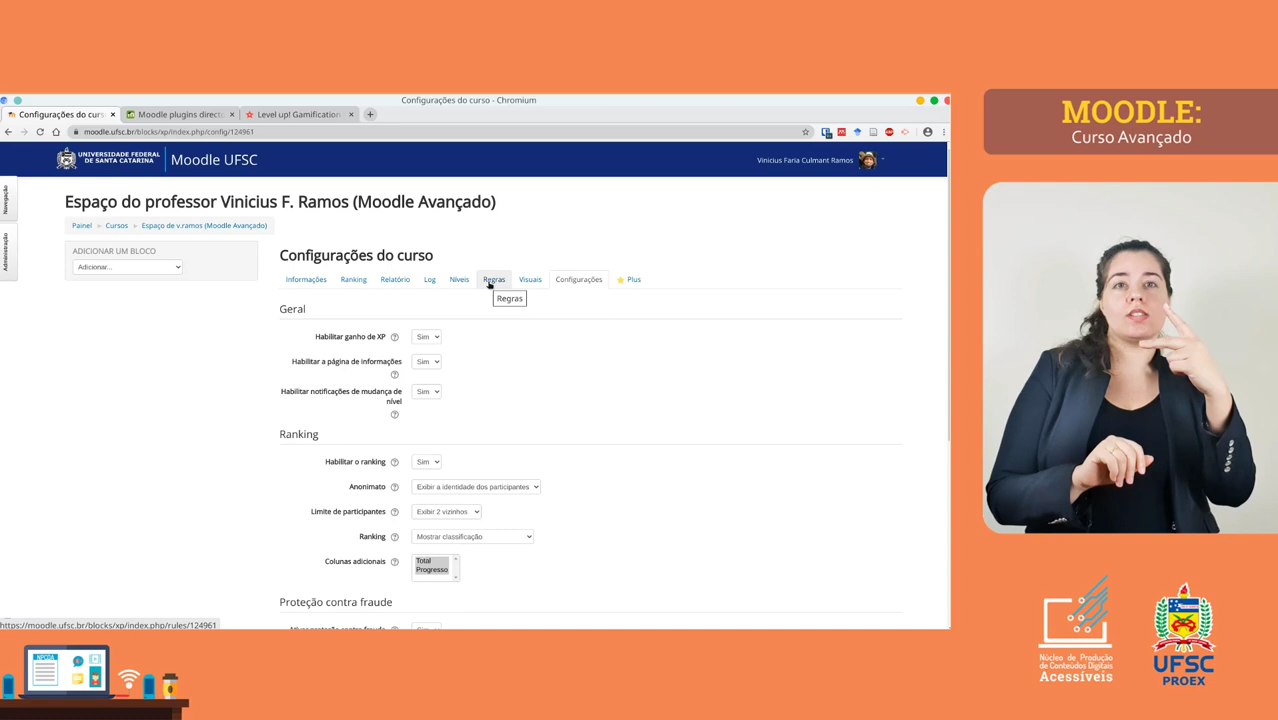 Configurações do curso - Chromium
Configurações do curs
Moodle plugins direct
Level up! Gamification
moodle.ufsc.br/blocks/xp/index.php/config/124961
UNIVERSIDADE FEDERAL
DE SANTA CATARINA
Moodle UFSC
Vinicius Faria Culmant Ramos
Navegação
Administração
Espaço do professor Vinicius F. Ramos (Moodle Avançado)
Painel
Cursos
Espaço de v.ramos (Moodle Avançado)
ADICIONAR UM BLOCO
Adicionar...
Configurações do curso
Informações Ranking Relatório Log Níveis Regras Visuais Configurações Plus
Regras
Geral
Habilitar ganho de XP Sim
Habilitar a página de informações Sim
Habilitar notificações de mudança de Sim
nível
Ranking
Habilitar o ranking Sim
Anonimato Exibir a identidade dos participantes
Limite de participantes Exibir 2 vizinhos
Ranking Mostrar classificação
Colunas adicionais Total
Progresso
Proteção contra fraude
https://moodle.ufsc.br/blocks/xp/index.php/rules/124961
MOODLE:
Curso Avançado
Núcleo de Produção
de Conteúdos Digitais
Acessíveis
UFSC
PROEX